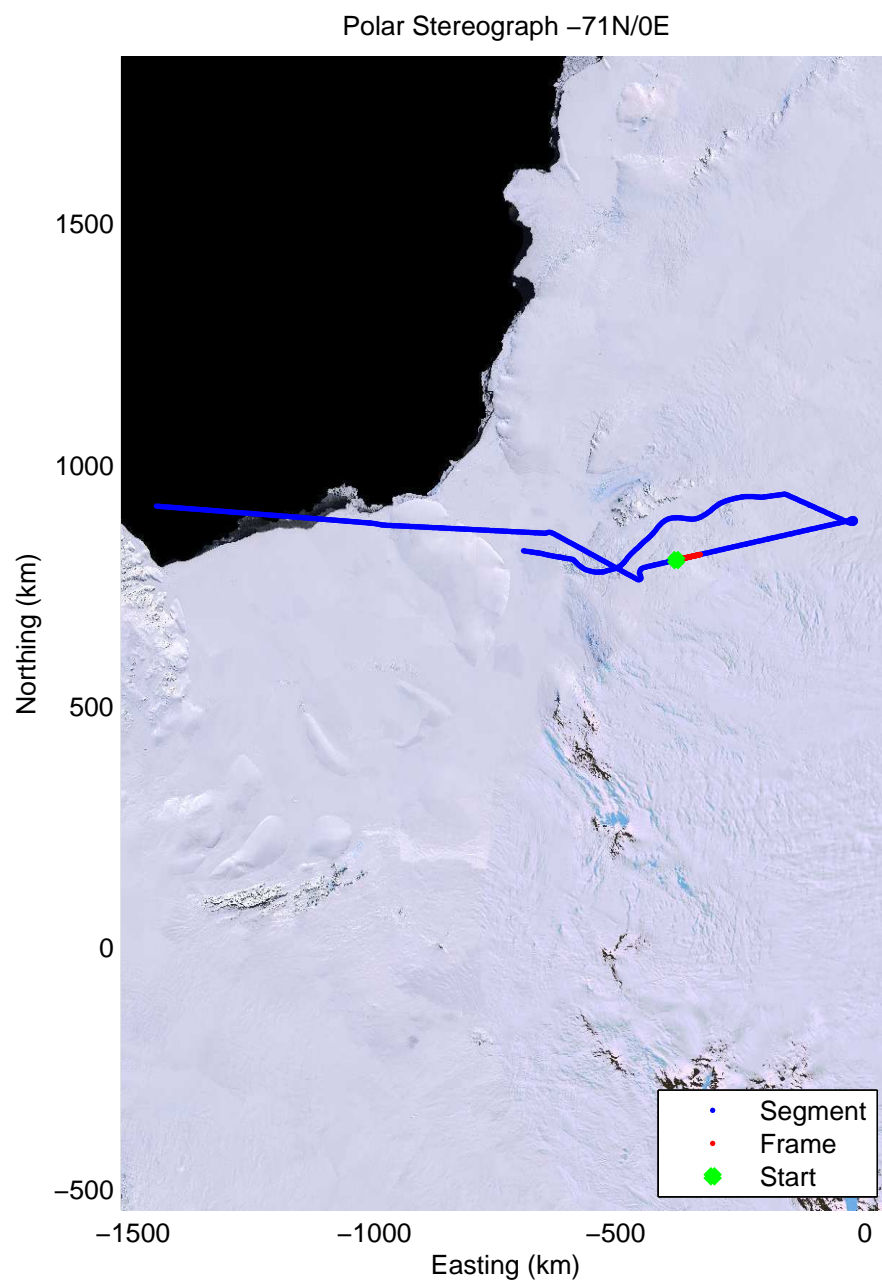 Polar Stereograph −71N/0E
1500
1000
500
0
−500
Northing (km)
−1500
−1000
−500
0
Easting (km)
Segment
Frame
Start